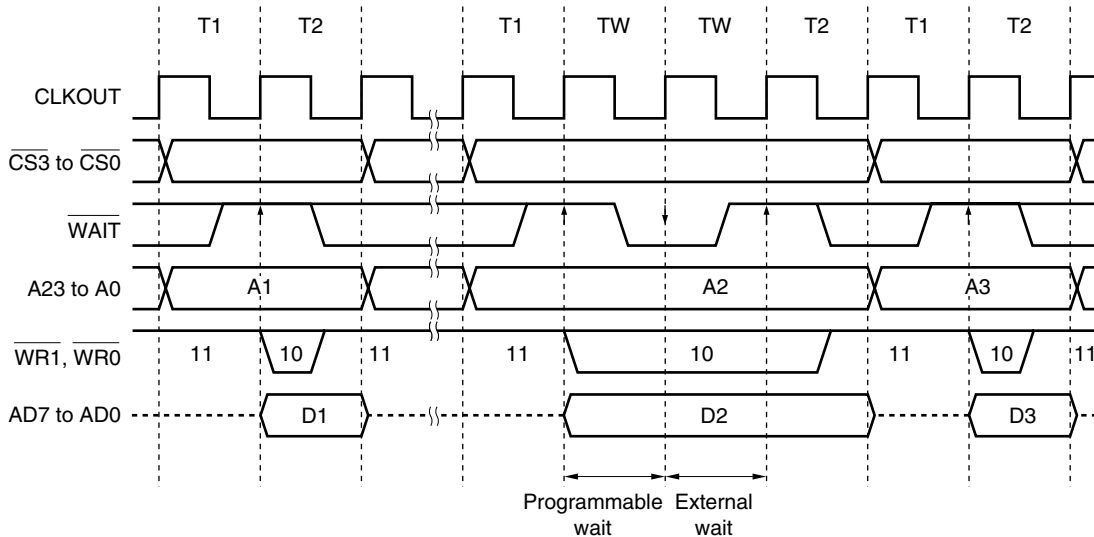 T1 T2 T1 TW TW T2 T1 T2
CLKOUT
CS3 to CS0
WAIT
A23 to A0 A1 A2 A3
WR1, WR0 11 10 11 11 10 11 10 11
AD7 to AD0 D1 D2 D3
Programmable wait
External wait